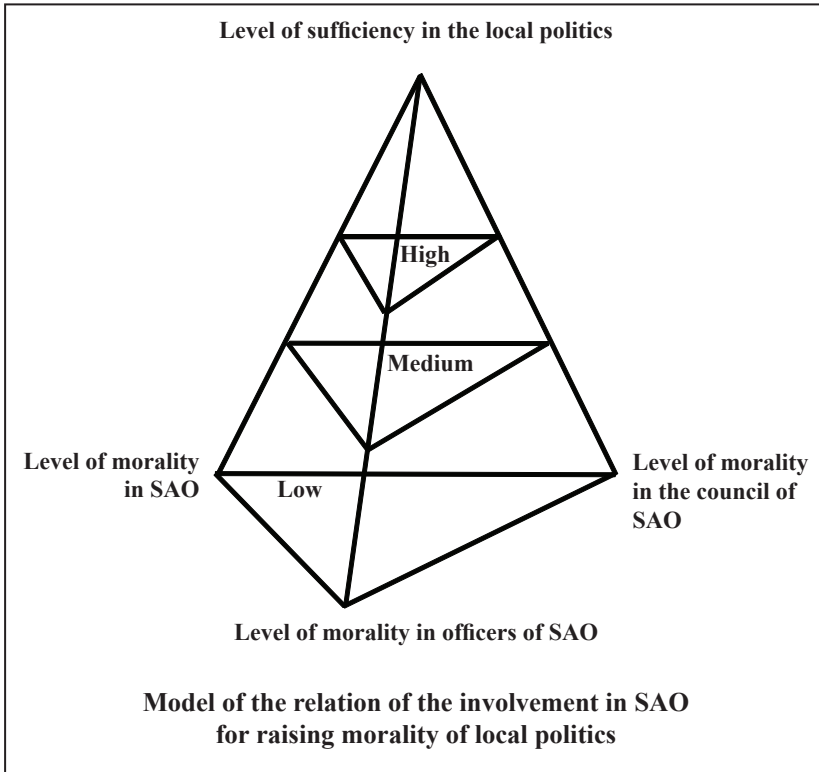 Level of sufficiency in the local politics
High
Medium
Level of morality
in SAO
Low
Level of morality
in the council of
SAO
Level of morality in officers of SAO
Model of the relation of the involvement in SAO
for raising morality of local politics